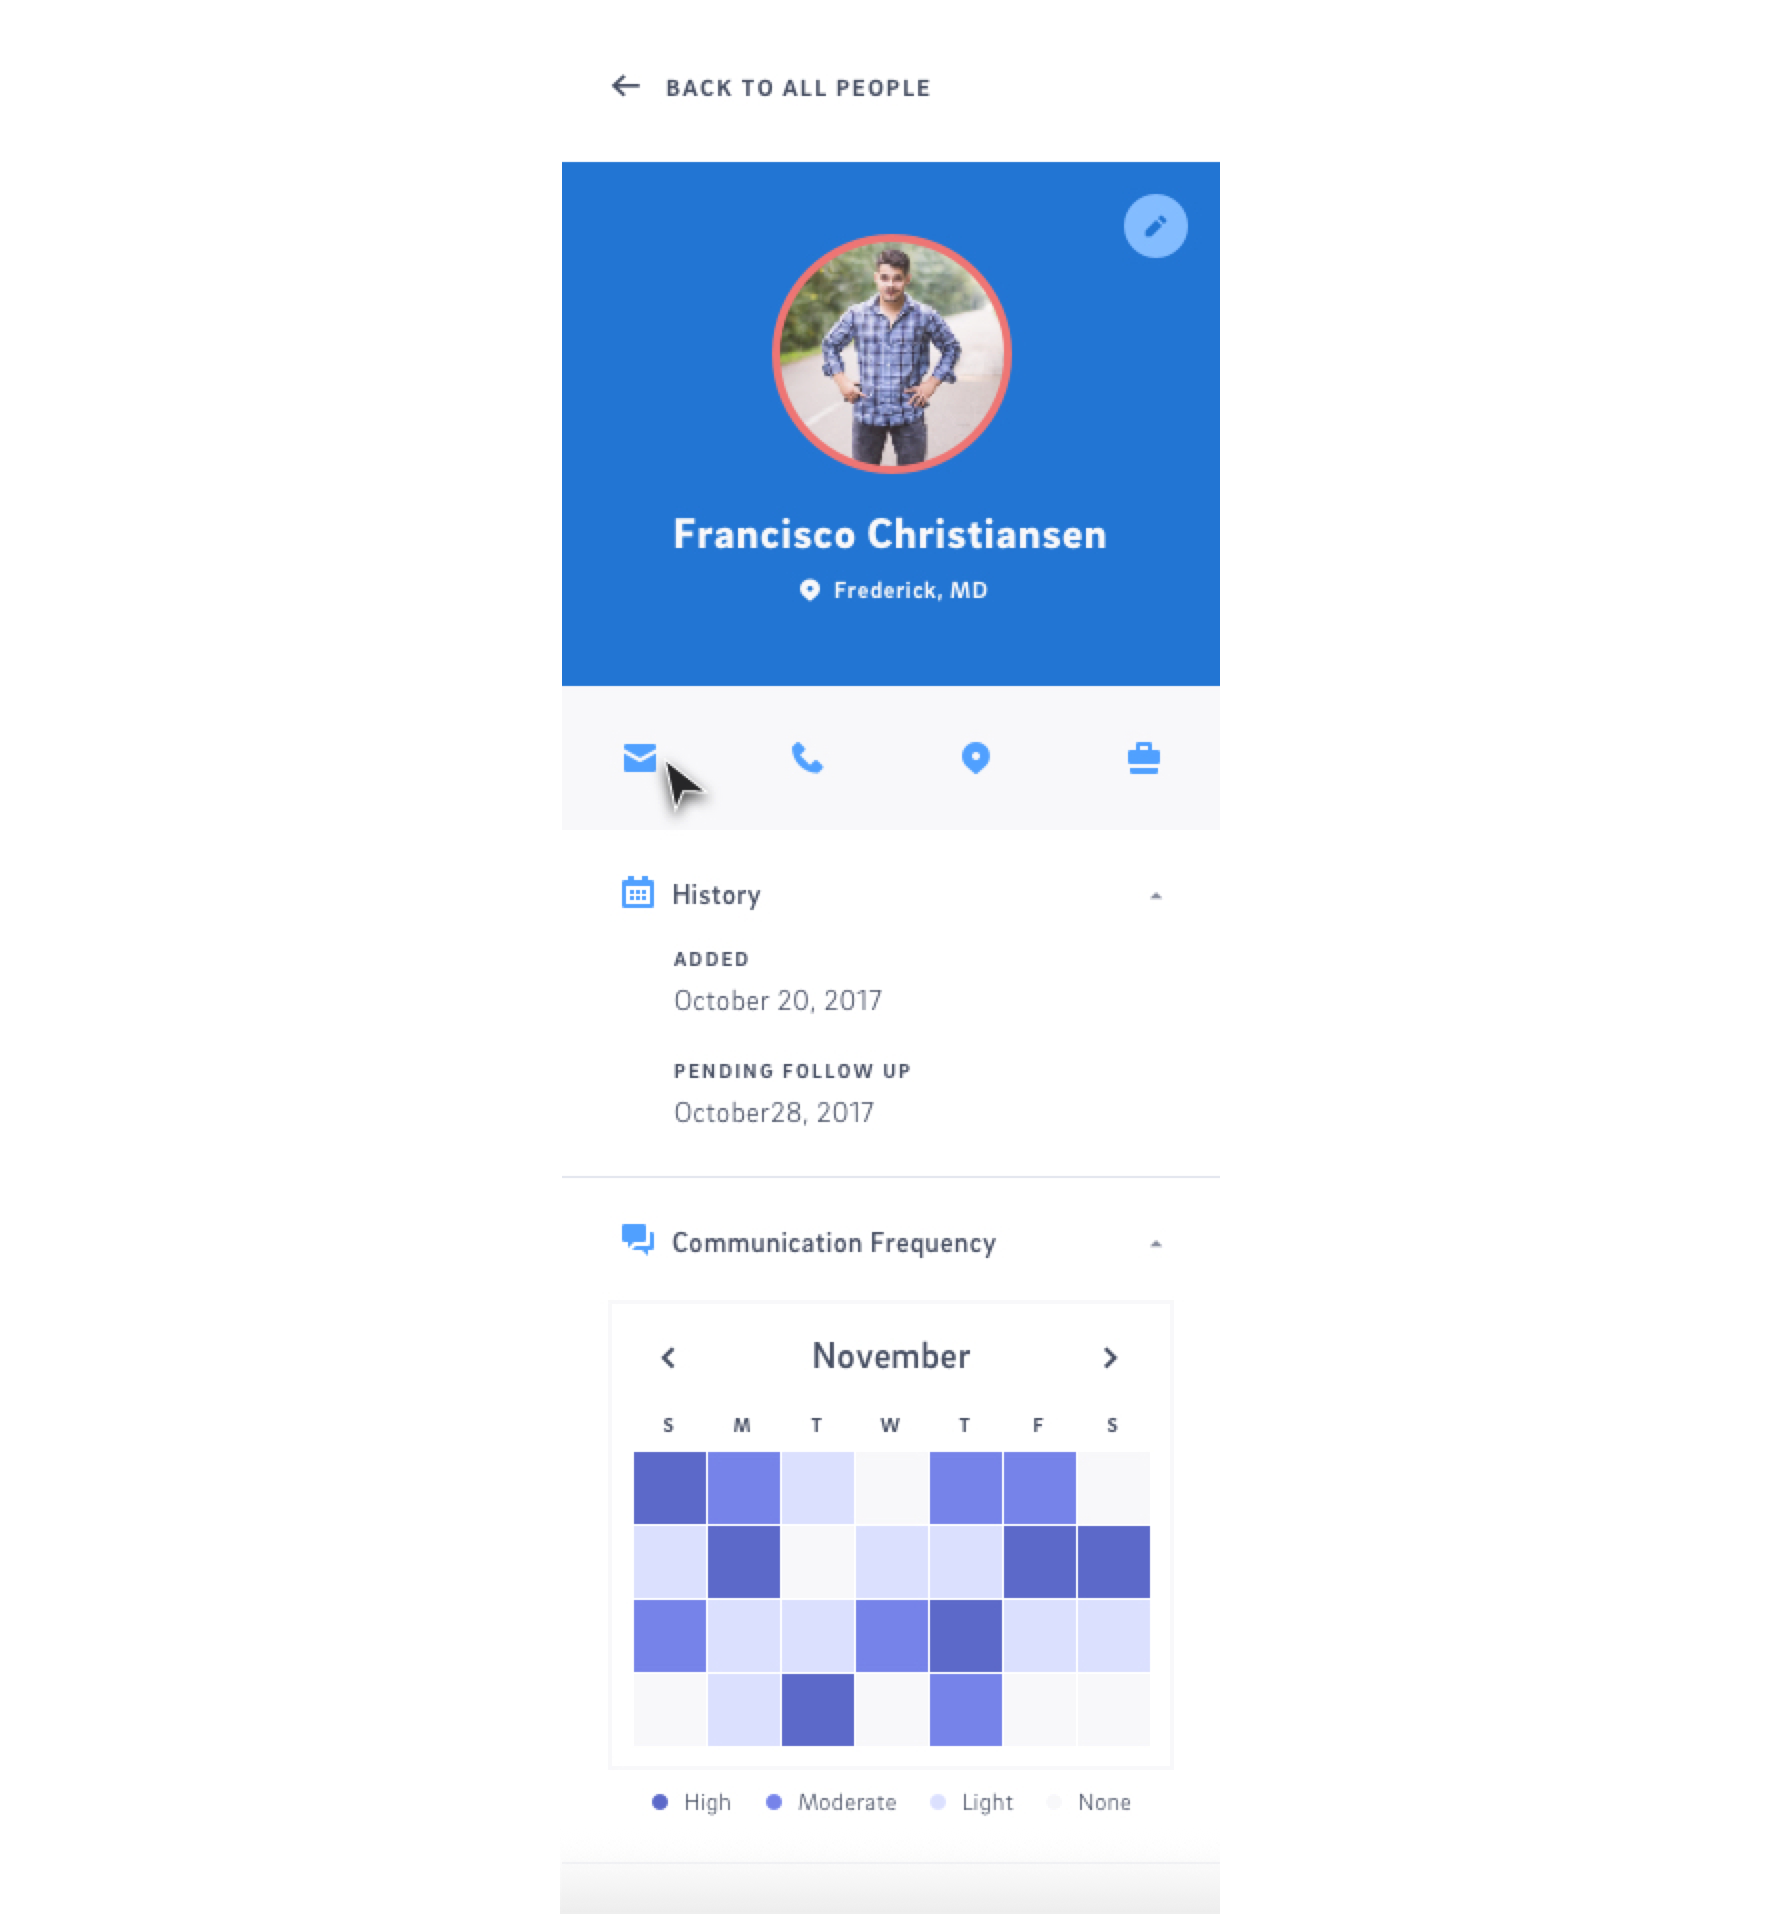 BACK TO ALL PEOPLE
Francisco Christiansen
Frederick, MD
History
ADDED
October 20, 2017
PENDING FOLLOW UP
October28, 2017
Communication Frequency
November
S M T W T F S
High Moderate Light None